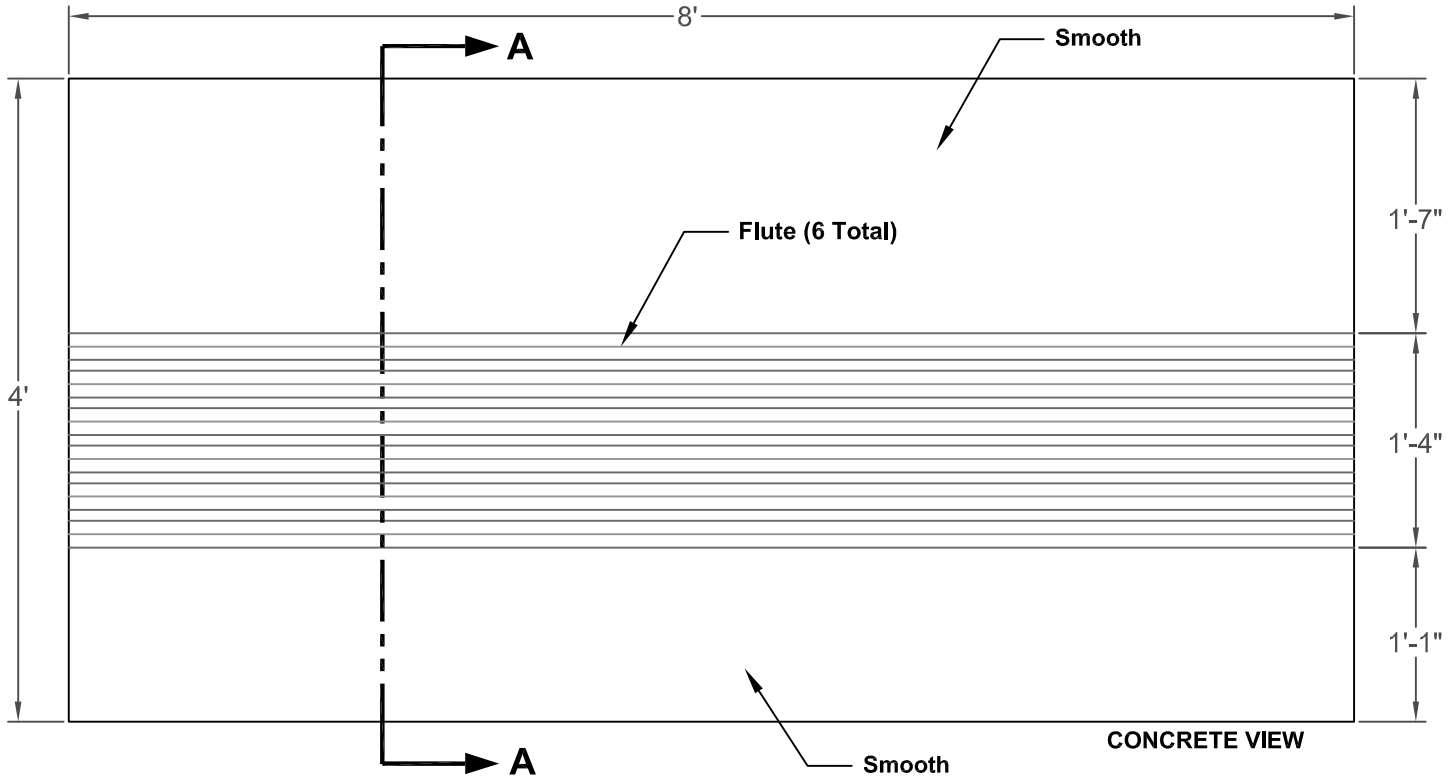 8'
A
Smooth
1'-7"
Flute (6 Total)
4'
1'-4"
1'-1"
CONCRETE VIEW
A
Smooth